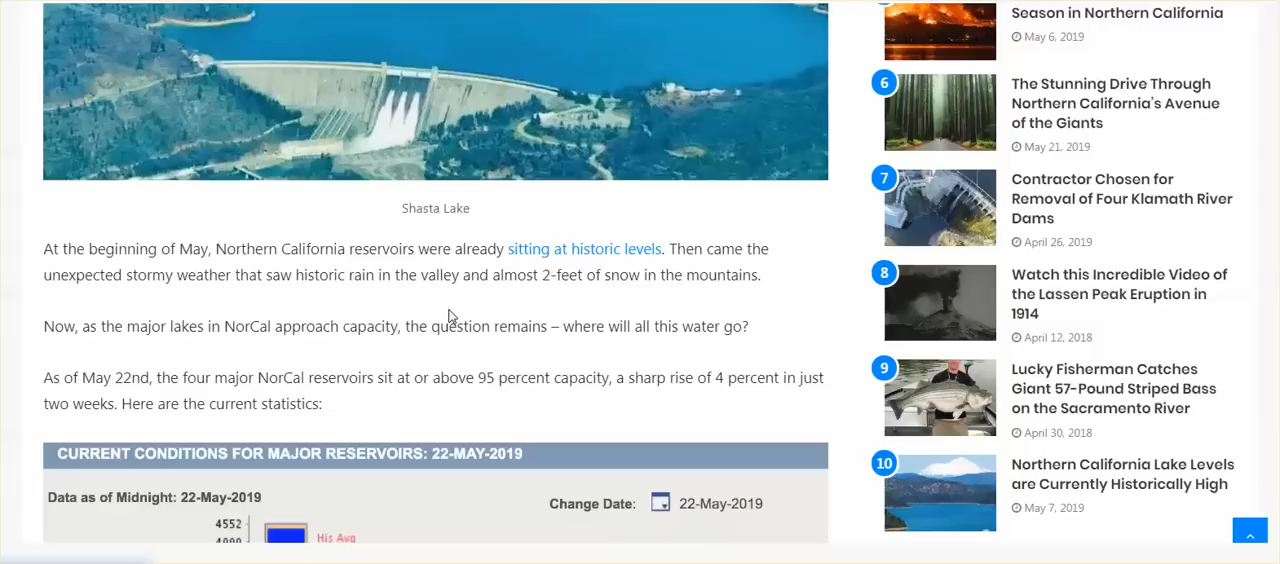 Shasta Lake
At the beginning of May, Northern California reservoirs were already sitting at historic levels. Then came the
unexpected stormy weather that saw historic rain in the valley and almost 2-feet of snow in the mountains.
Now, as the major lakes in NorCal approach capacity, the question remains – where will all this water go?
As of May 22nd, the four major NorCal reservoirs sit at or above 95 percent capacity, a sharp rise of 4 percent in just
two weeks. Here are the current statistics:
CURRENT CONDITIONS FOR MAJOR RESERVOIRS: 22-MAY-2019
Data as of Midnight: 22-May-2019
Change Date: 22-May-2019
4552
His Avg
Season in Northern California
May 6, 2019
6
The Stunning Drive Through
Northern California's Avenue
of the Giants
May 21, 2019
7
Contractor Chosen for
Removal of Four Klamath River
Dams
April 26, 2019
8
Watch this Incredible Video of
the Lassen Peak Eruption in
1914
April 12, 2018
9
Lucky Fisherman Catches
Giant 57-Pound Striped Bass
on the Sacramento River
April 30, 2018
10
Northern California Lake Levels
are Currently Historically High
May 7, 2019